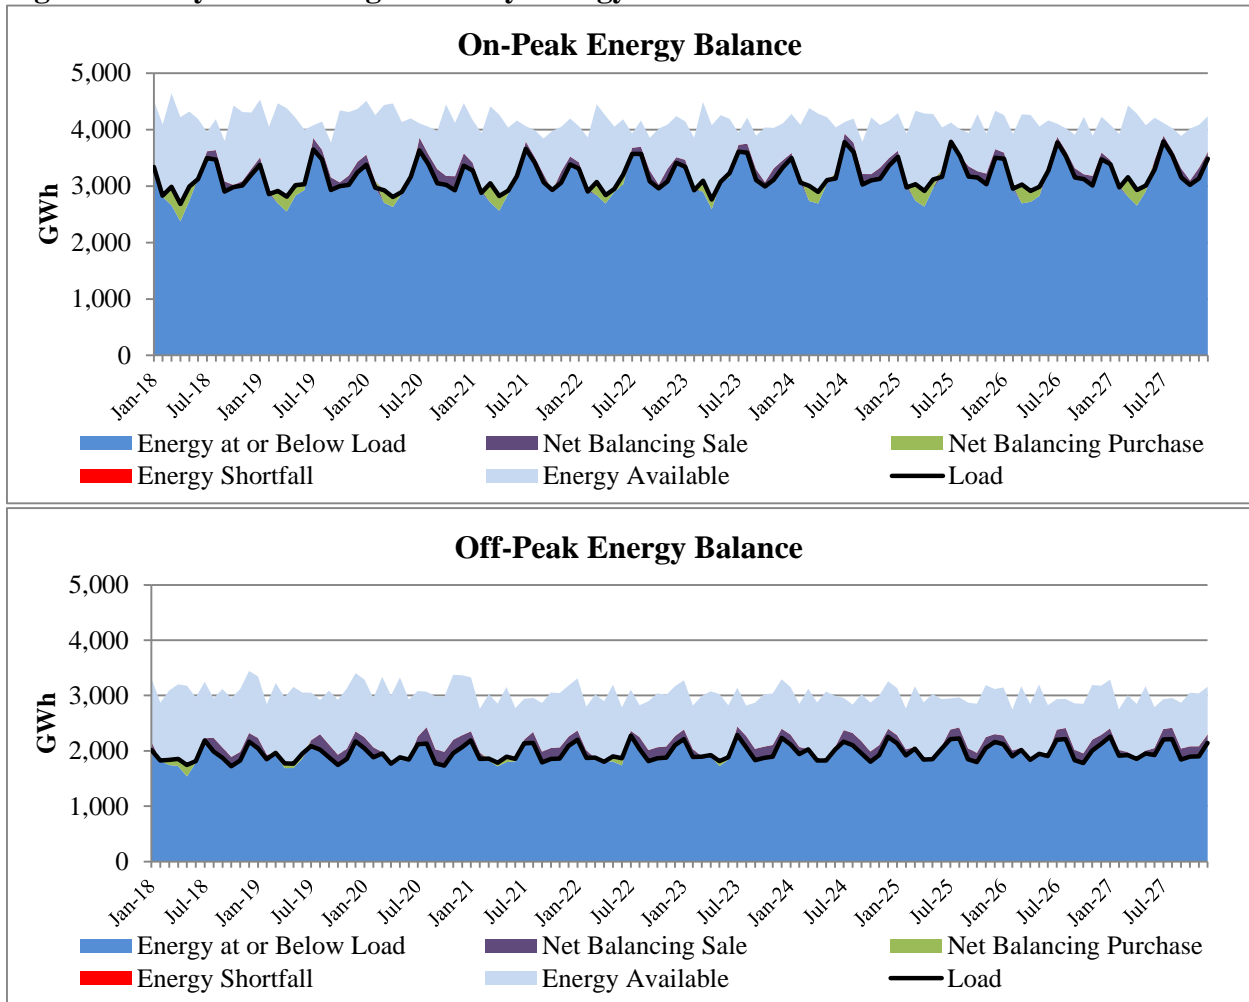 On-Peak Energy Balance
5,000
4,000
3,000
2,000
1,000
0
GWh
Jan-18 Jul-18 Jan-19 Jul-19 Jan-20 Jul-20 Jan-21 Jul-21 Jan-22 Jul-22 Jan-23 Jul-23 Jan-24 Jul-24 Jan-25 Jul-25 Jan-26 Jul-26 Jan-27 Jul-27
Energy at or Below Load Net Balancing Sale Net Balancing Purchase
Energy Shortfall Energy Available Load
Off-Peak Energy Balance
5,000
4,000
3,000
2,000
1,000
0
GWh
Jan-18 Jul-18 Jan-19 Jul-19 Jan-20 Jul-20 Jan-21 Jul-21 Jan-22 Jul-22 Jan-23 Jul-23 Jan-24 Jul-24 Jan-25 Jul-25 Jan-26 Jul-26 Jan-27 Jul-27
Energy at or Below Load Net Balancing Sale Net Balancing Purchase
Energy Shortfall Energy Available Load